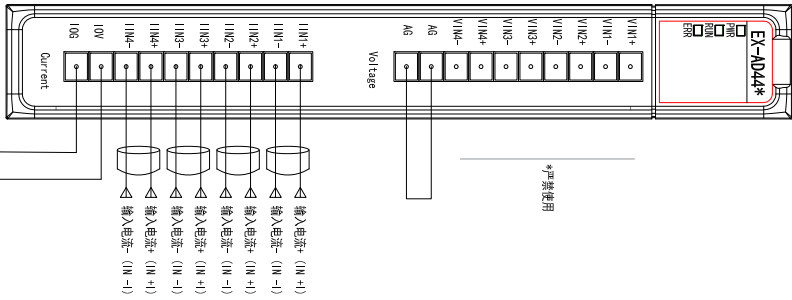 EX-AD44*
PWR
RUN
ERR
VIN1+
VIN1-
VIN2+
VIN2-
VIN3+
VIN3-
VIN4+
VIN4-
AG
AG
Voltage
IIN1+
IIN1-
IIN2+
IIN2-
IIN3+
IIN3-
IIN4+
IIN4-
IOV
IOG
Current
*严禁使用
输入电流+ (IN +I)
输入电流- (IN -I)
输入电流+ (IN +I)
输入电流- (IN -I)
输入电流+ (IN +I)
输入电流- (IN -I)
输入电流+ (IN +I)
输入电流- (IN -I)